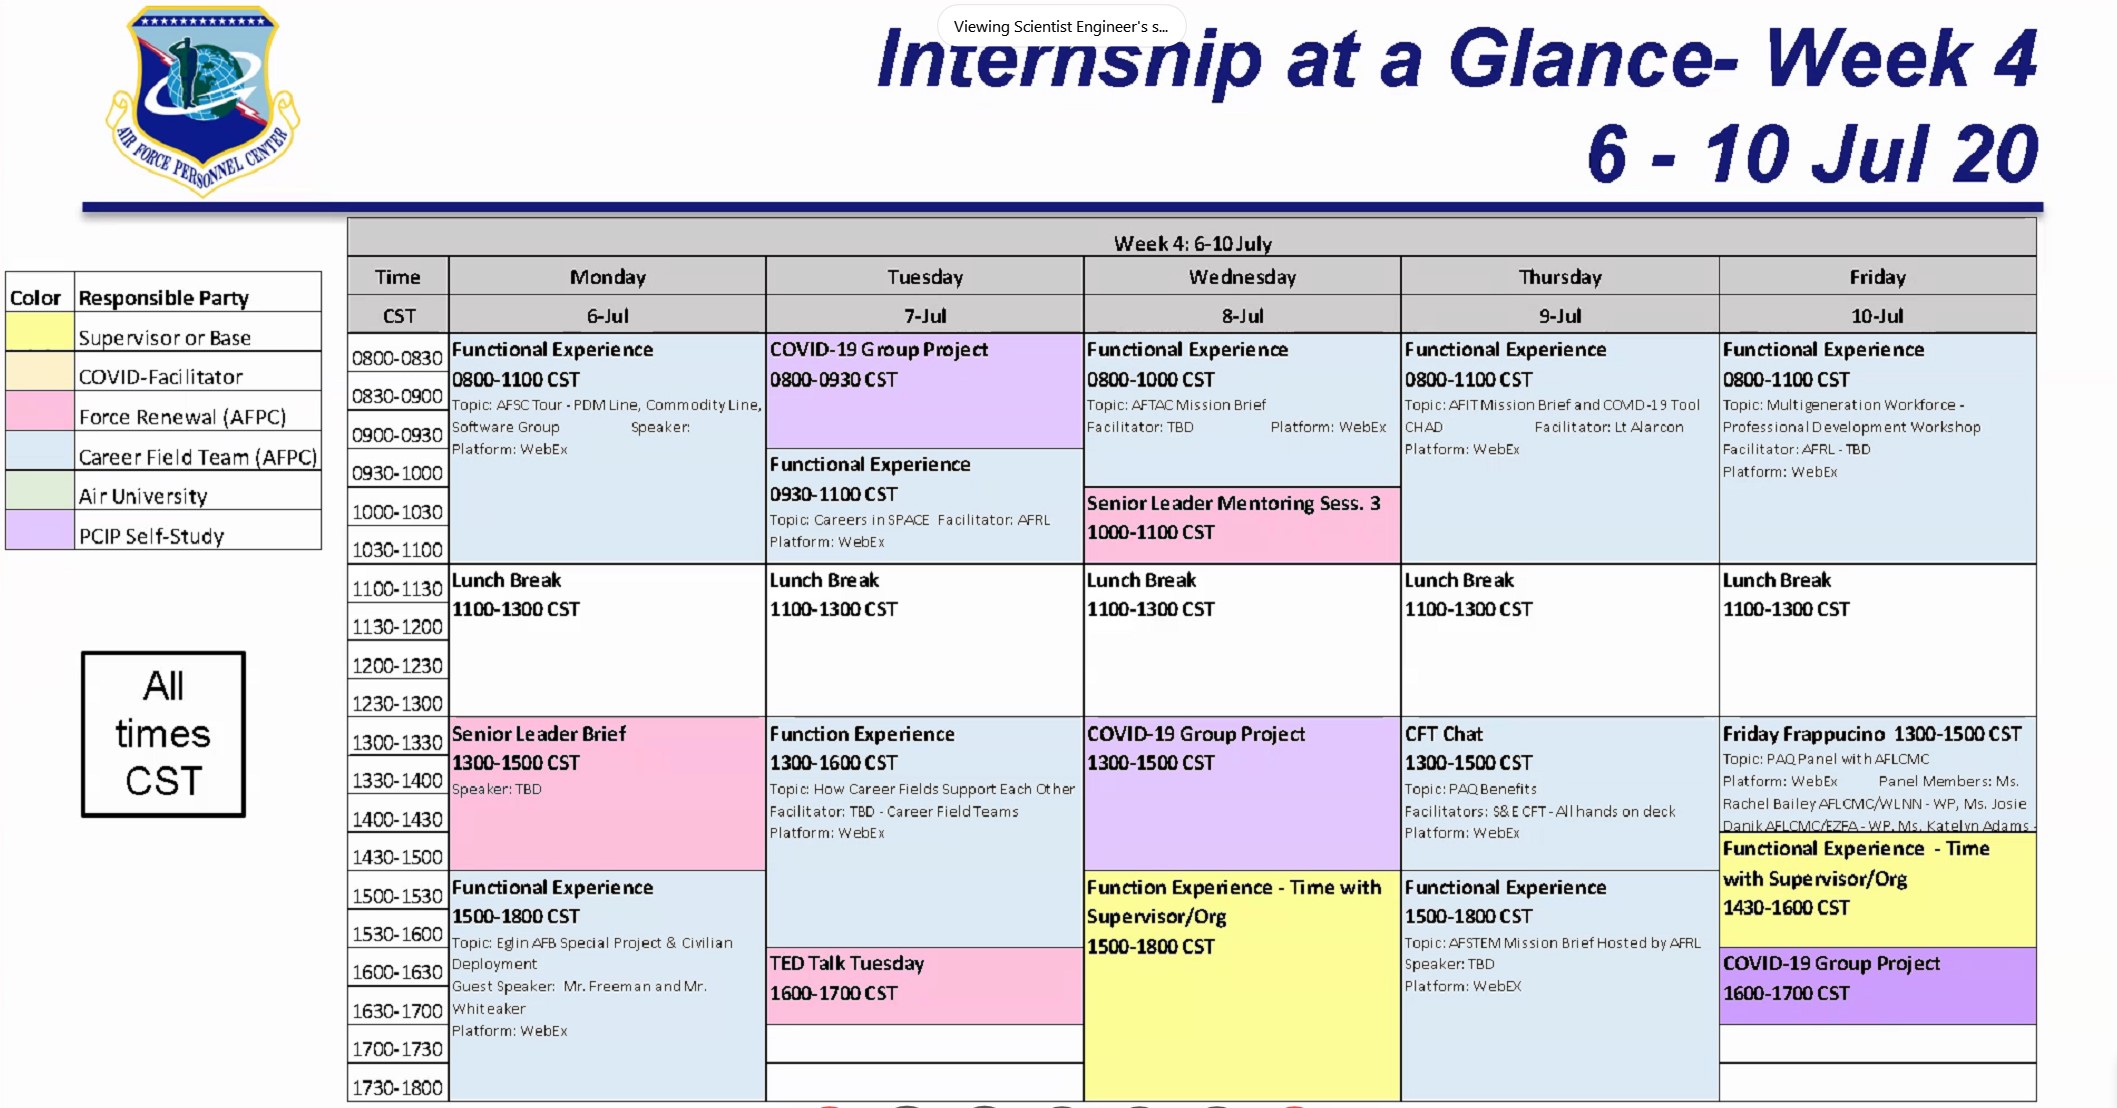 Viewing Scientist Engineer's s...
Internship at a Glance- Week 4
6 - 10 Jul 20
AIR FORCE PERSONNEL CENTER
Color Responsible Party
Supervisor or Base
COVID-Facilitator
Force Renewal (AFPC)
Career Field Team (AFPC)
Air University
PCIP Self-Study
All
times
CST
Week 4: 6-10 July
Time Monday Tuesday Wednesday Thursday Friday
CST 6-Jul 7-Jul 8-Jul 9-Jul 10-Jul
0800-0830
0830-0900
0900-0930
0930-1000
1000-1030
1030-1100
1100-1130
1130-1200
1200-1230
1230-1300
1300-1330
1330-1400
1400-1430
1430-1500
1500-1530
1530-1600
1600-1630
1630-1700
1700-1730
1730-1800
Functional Experience
0800-1100 CST
Topic: AFSC Tour - PDM Line, Commodity Line,
Software Group Speaker:
Platform: WebEx
Lunch Break
1100-1300 CST
Senior Leader Brief
1300-1500 CST
Speaker: TBD
Functional Experience
1500-1800 CST
Topic: Eglin AFB Special Project & Civilian
Deployment
Guest Speaker: Mr. Freeman and Mr.
Whiteaker
Platform: WebEx
COVID-19 Group Project
0800-0930 CST
Functional Experience
0930-1100 CST
Topic: Careers in SPACE Facilitator: AFRL
Platform: WebEx
Lunch Break
1100-1300 CST
Function Experience
1300-1600 CST
Topic: How Career Fields Support Each Other
Facilitator: TBD - Career Field Teams
Platform: WebEx
TED Talk Tuesday
1600-1700 CST
Functional Experience
0800-1000 CST
Topic: AFTAC Mission Brief
Facilitator: TBD Platform: WebEx
Senior Leader Mentoring Sess. 3
1000-1100 CST
Lunch Break
1100-1300 CST
COVID-19 Group Project
1300-1500 CST
Function Experience - Time with
Supervisor/Org
1500-1800 CST
Functional Experience
0800-1100 CST
Topic: AFIT Mission Brief and COVID-19 Tool
CHAD Facilitator: Lt Alarcon
Platform: WebEx
Lunch Break
1100-1300 CST
CFT Chat
1300-1500 CST
Topic: PAQ Benefits
Facilitators: S&E CFT - All hands on deck
Platform: WebEx
Functional Experience
1500-1800 CST
Topic: AFSTEM Mission Brief Hosted by AFRL
Speaker: TBD
Platform: WebEX
Functional Experience
0800-1100 CST
Topic: Multigeneration Workforce -
Professional Development Workshop
Facilitator: AFRL - TBD
Platform: WebEx
Lunch Break
1100-1300 CST
Friday Frappucino 1300-1500 CST
Topic: PAQ Panel with AFLCMC
Platform: WebEx Panel Members: Ms.
Rachel Bailey AFLCMC/WLNN - WP, Ms. Josie
Danik AFLCMC/EZFA - WP, Ms. Katelyn Adams -
Functional Experience - Time
with Supervisor/Org
1430-1600 CST
COVID-19 Group Project
1600-1700 CST